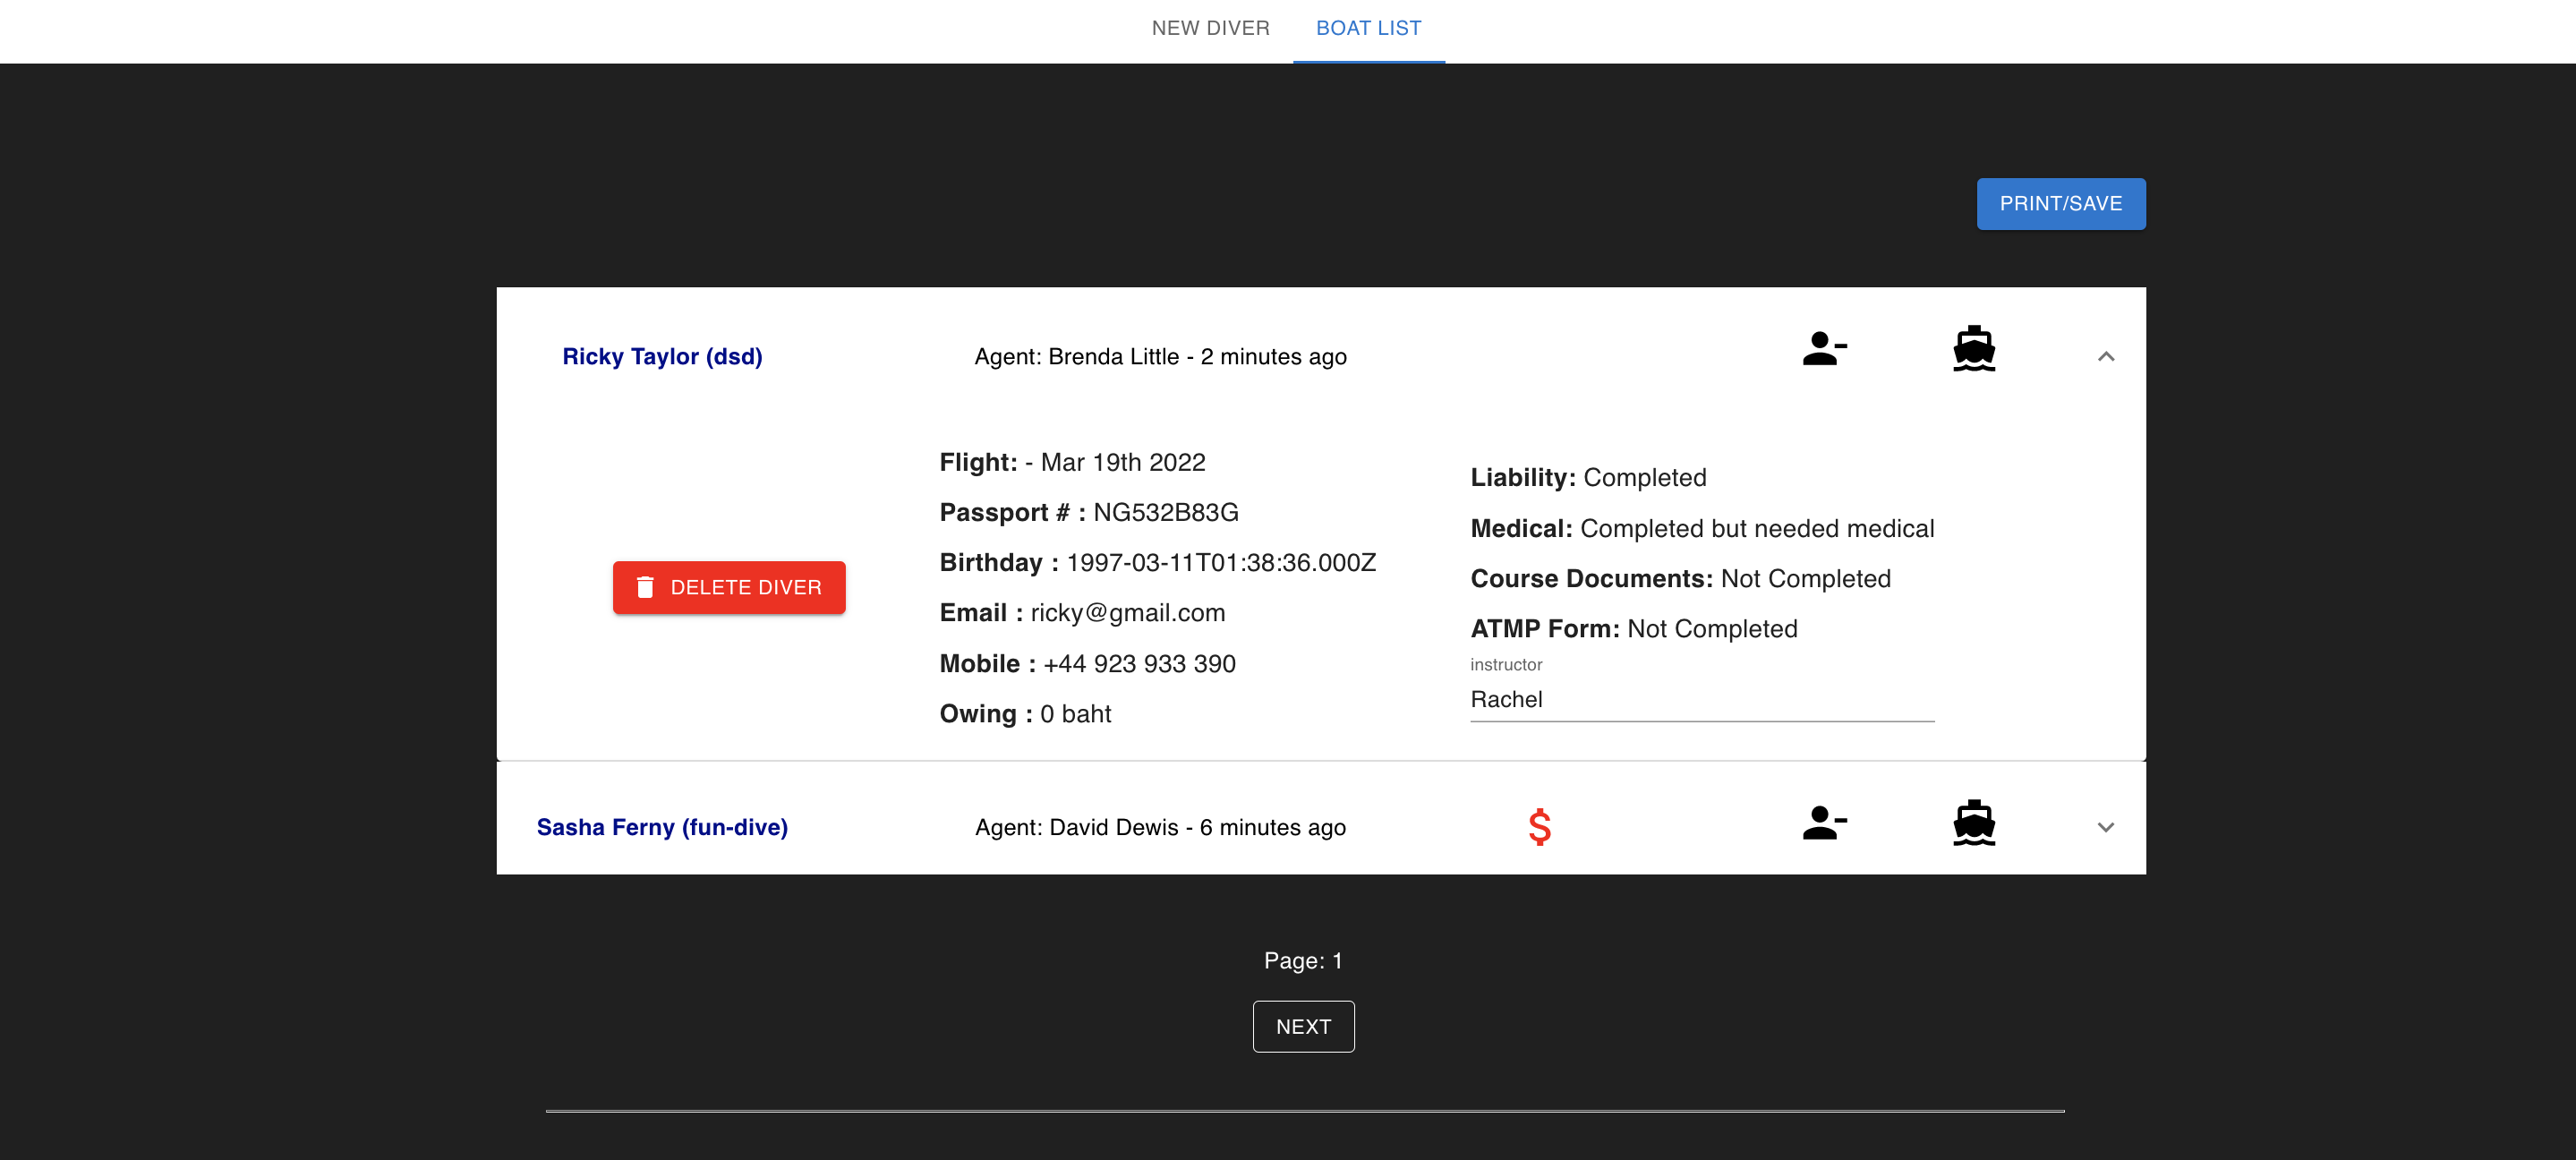 NEW DIVER
BOAT LIST
PRINT/SAVE
Ricky Taylor (dsd)
Agent: Brenda Little - 2 minutes ago
DELETE DIVER
Flight: - Mar 19th 2022
Passport # : NG532B83G
Birthday : 1997-03-11T01:38:36.000Z
Email : ricky@gmail.com
Mobile : +44 923 933 390
Owing : 0 baht
Liability: Completed
Medical: Completed but needed medical
Course Documents: Not Completed
ATMP Form: Not Completed
instructor
Rachel
Sasha Ferny (fun-dive)
Agent: David Dewis - 6 minutes ago
$
Page: 1
NEXT